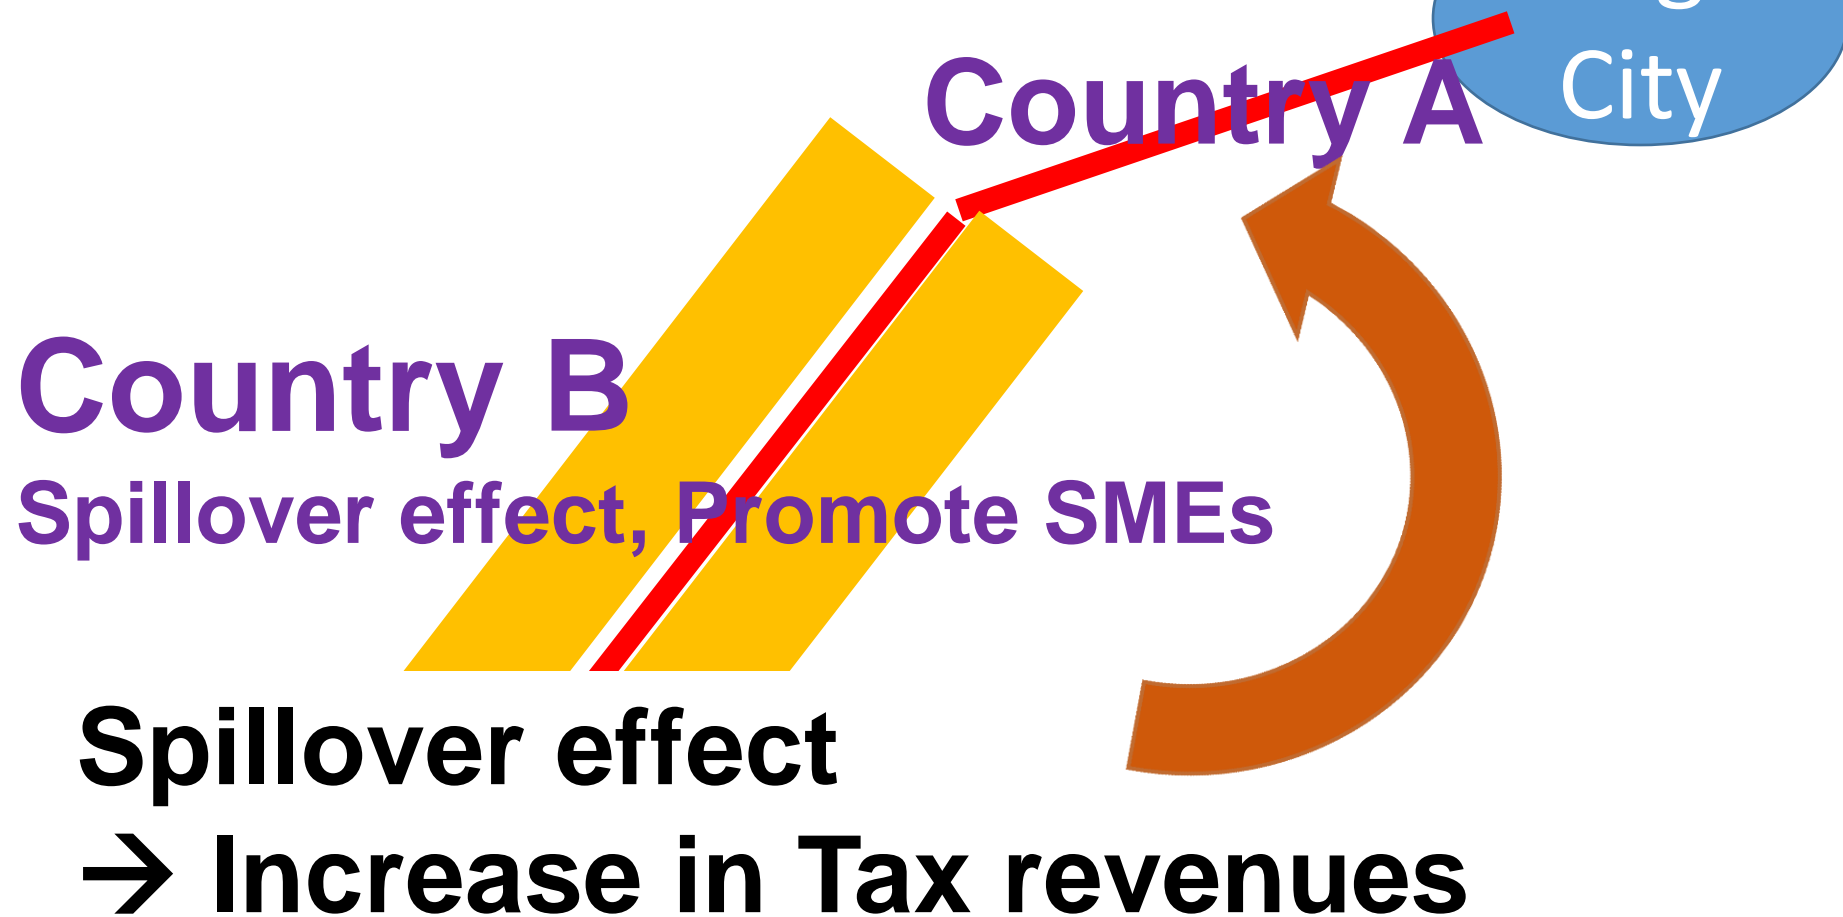 City
Country A
Country B
Spillover effect, Promote SMEs
Spillover effect
→ Increase in Tax revenues